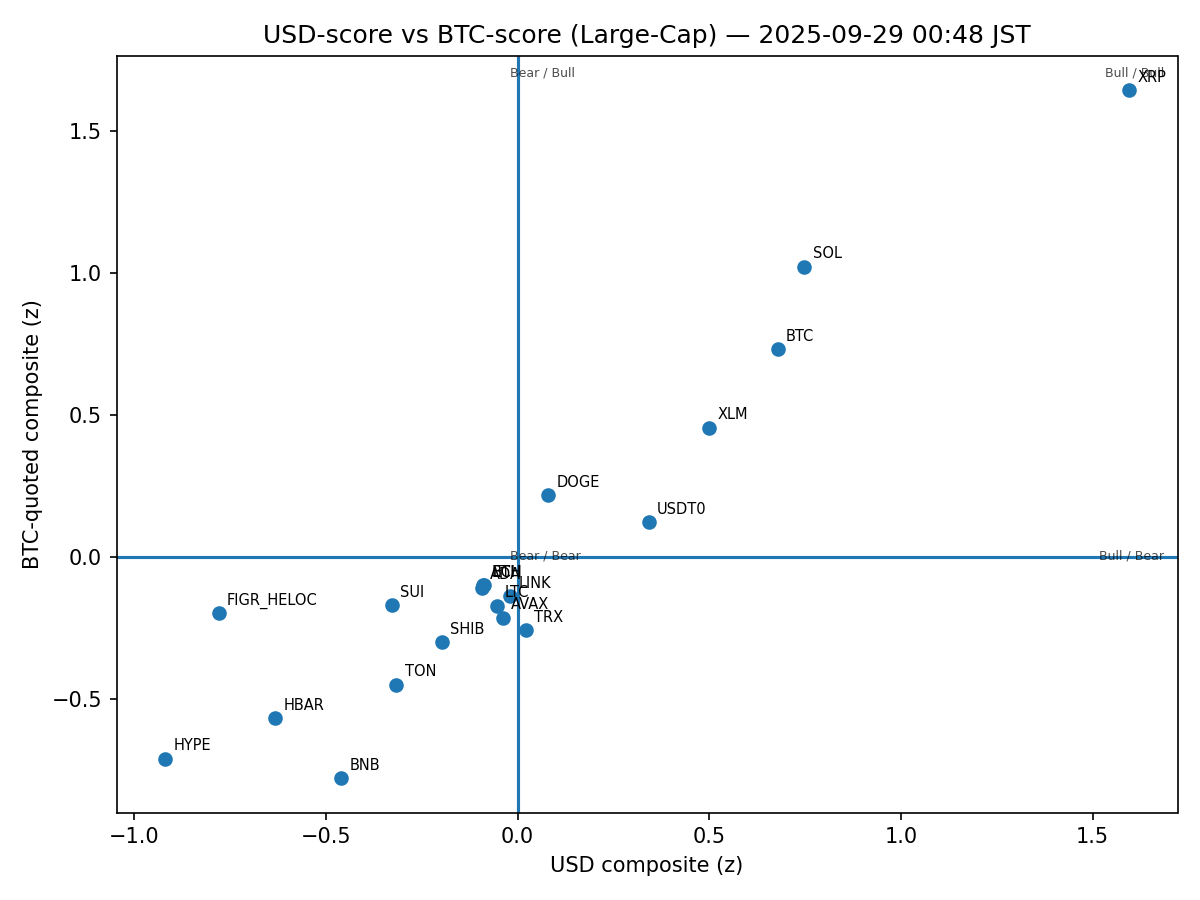 USD-score vs BTC-score (Large-Cap) — 2025-09-29 00:48 JST
Bear / Bull
Bull / Bull
XRP
1.5
SOL
1.0
BTC
XLM
0.5
DOGE
USDT0
0.0
Bear / Bear
Bull / Bear
ADA
LINK
SUI
LTC
FIGR_HELOC
AVAX
TRX
SHIB
TON
−0.5
HBAR
HYPE
BNB
−1.0
−0.5
0.0
0.5
1.0
1.5
USD composite (z)
BTC-quoted composite (z)